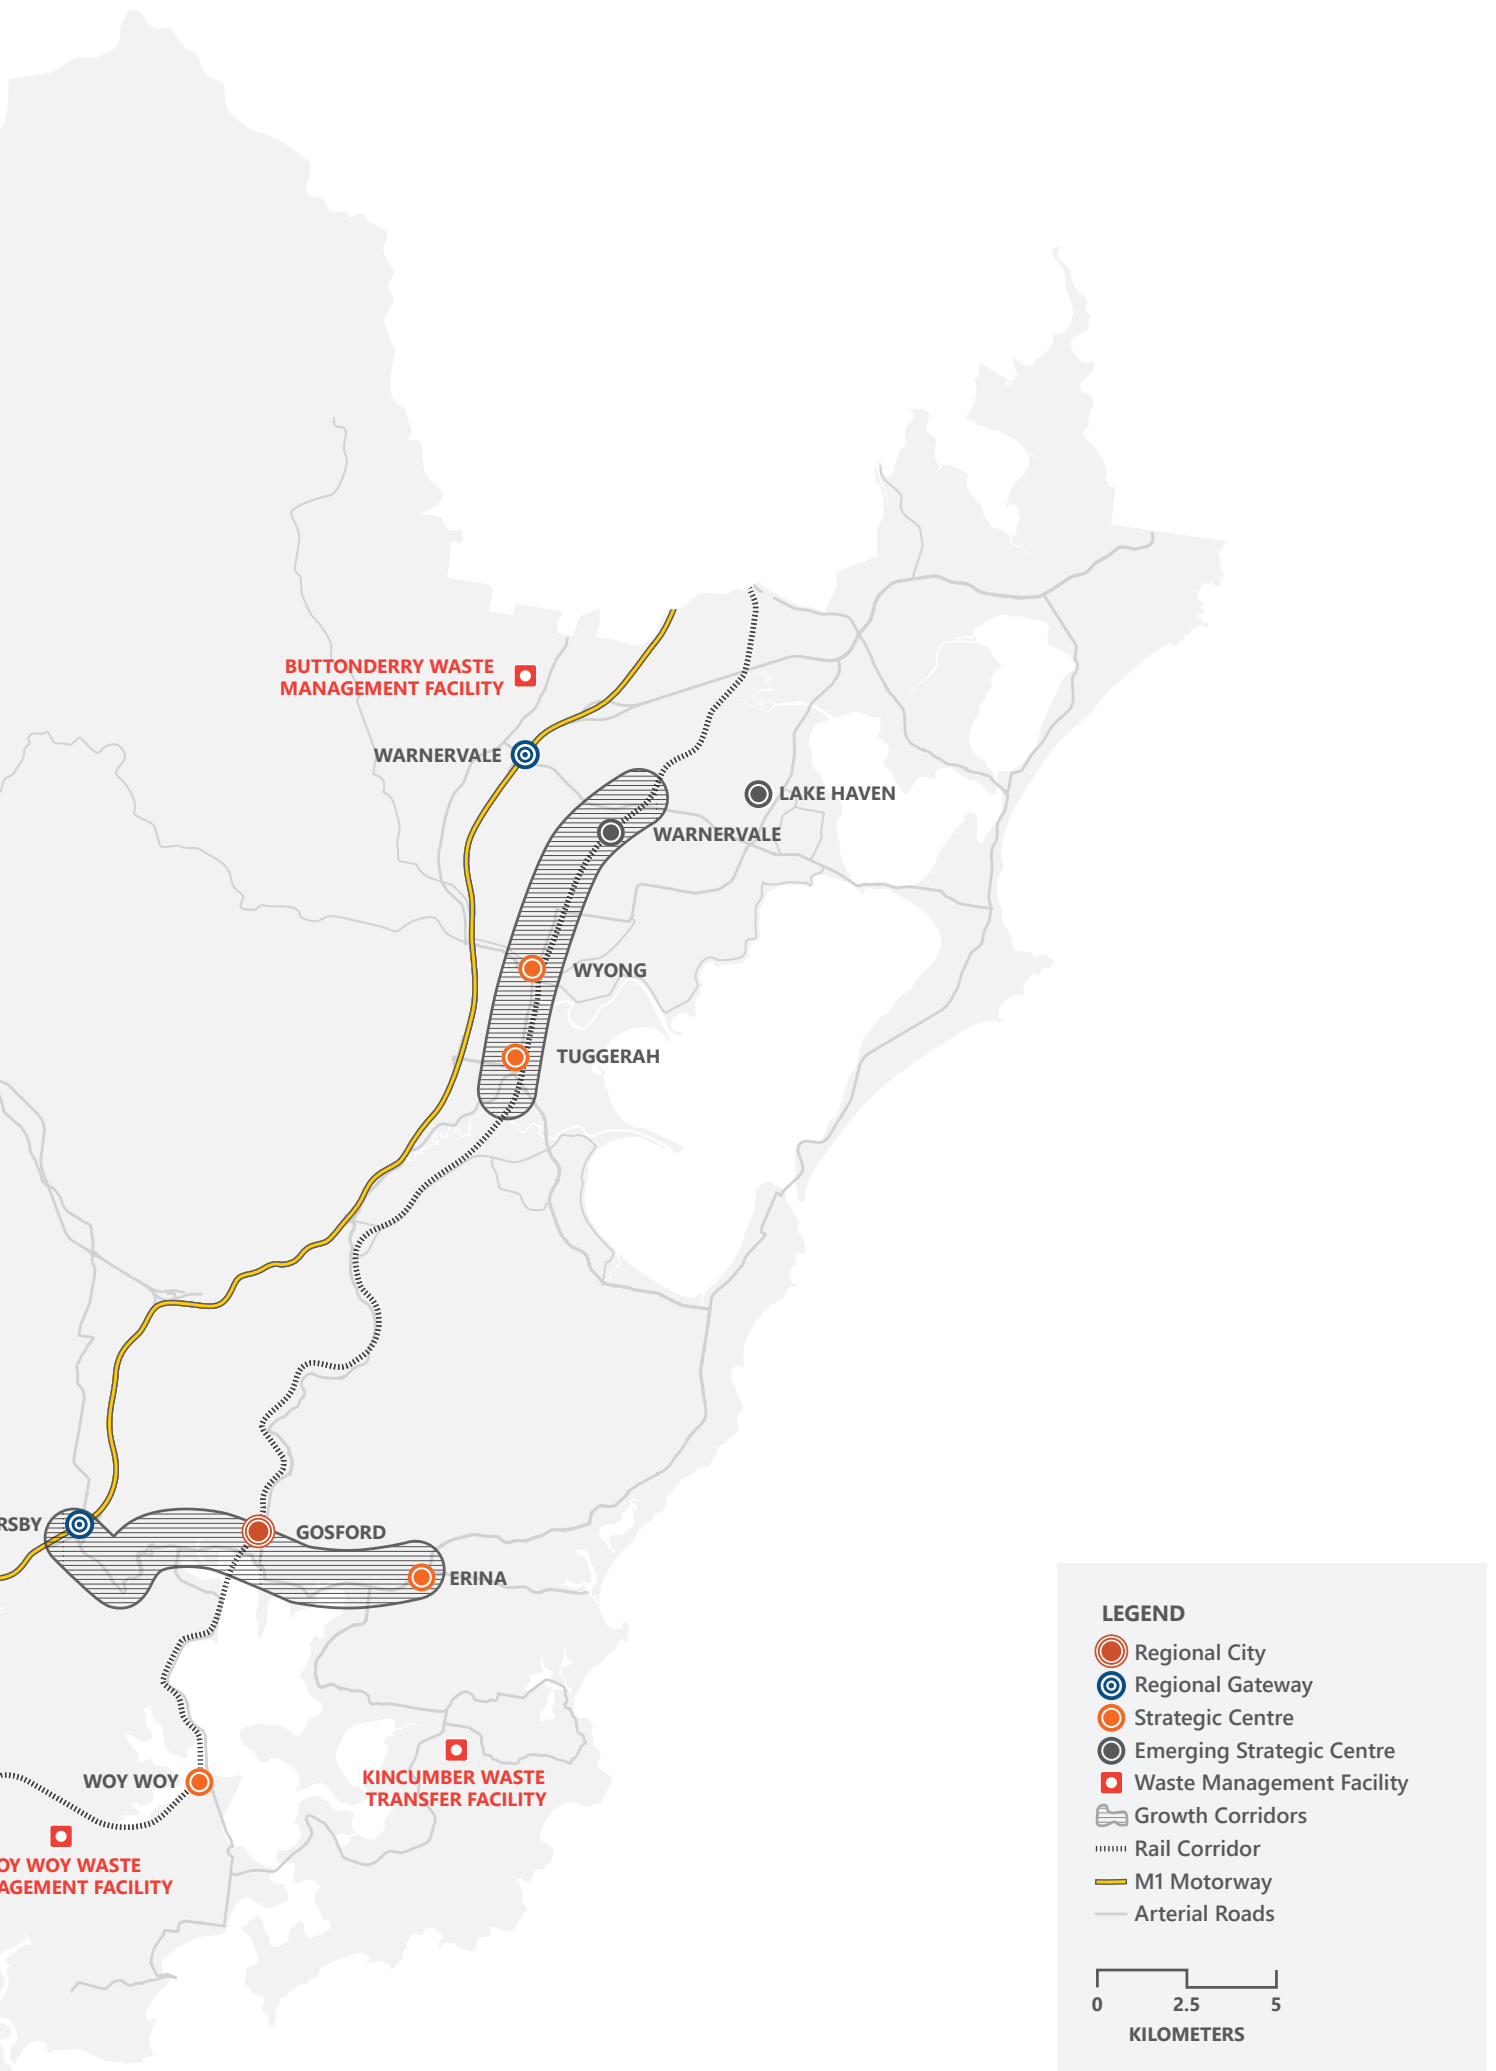 BUTTONDERRY WASTE
MANAGEMENT FACILITY
WARNERVALE
LAKE HAVEN
WARNERVALE
WYONG
TUGGERAH
RSBY
GOSFORD
ERINA
WOY WOY
KINCUMBER WASTE
TRANSFER FACILITY
OY WOY WASTE
AGEMENT FACILITY
LEGEND
Regional City
Regional Gateway
Strategic Centre
Emerging Strategic Centre
Waste Management Facility
Growth Corridors
Rail Corridor
M1 Motorway
Arterial Roads
0 2.5 5
KILOMETERS